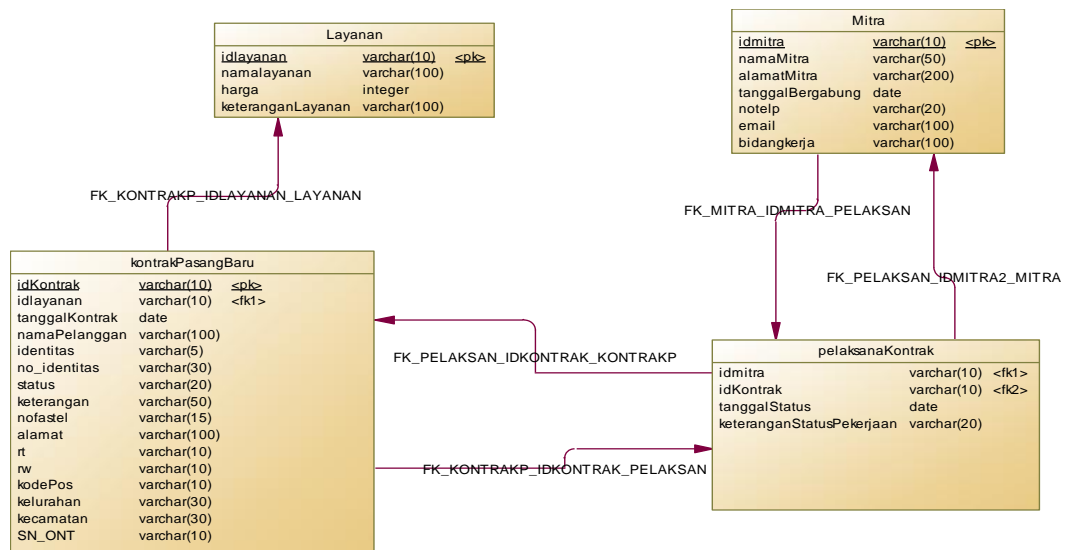 Layanan
idlayanan varchar(10) <pk>
namalayanan varchar(100)
harga integer
keteranganLayanan varchar(100)
Mitra
idmitra varchar(10) <pk>
namaMitra varchar(50)
alamatMitra varchar(200)
tanggalBergabung date
notelp varchar(20)
email varchar(100)
bidangkerja varchar(100)
FK_KONTRAKP_IDLAYANAN_LAYANAN
FK_MITRA_IDMITRA_PELAKSAN
FK_PELAKSAN_IDMITRA2_MITRA
kontrakPasangBaru
idKontrak varchar(10) <pk>
idlayanan varchar(10) <fk1>
tanggalKontrak date
namaPelanggan varchar(100)
identitas varchar(5)
no_identitas varchar(30)
status varchar(20)
keterangan varchar(50)
nofastel varchar(15)
alamat varchar(100)
rt varchar(10)
rw varchar(10)
kodePos varchar(10)
kelurahan varchar(30)
kecamatan varchar(30)
SN_ONT varchar(10)
FK_PELAKSAN_IDKONTRAK_KONTRAKP
FK_KONTRAKP_IDKONTRAK_PELAKSAN
pelaksanaKontrak
idmitra varchar(10) <fk1>
idKontrak varchar(10) <fk2>
tanggalStatus date
keteranganStatusPekerjaan varchar(20)